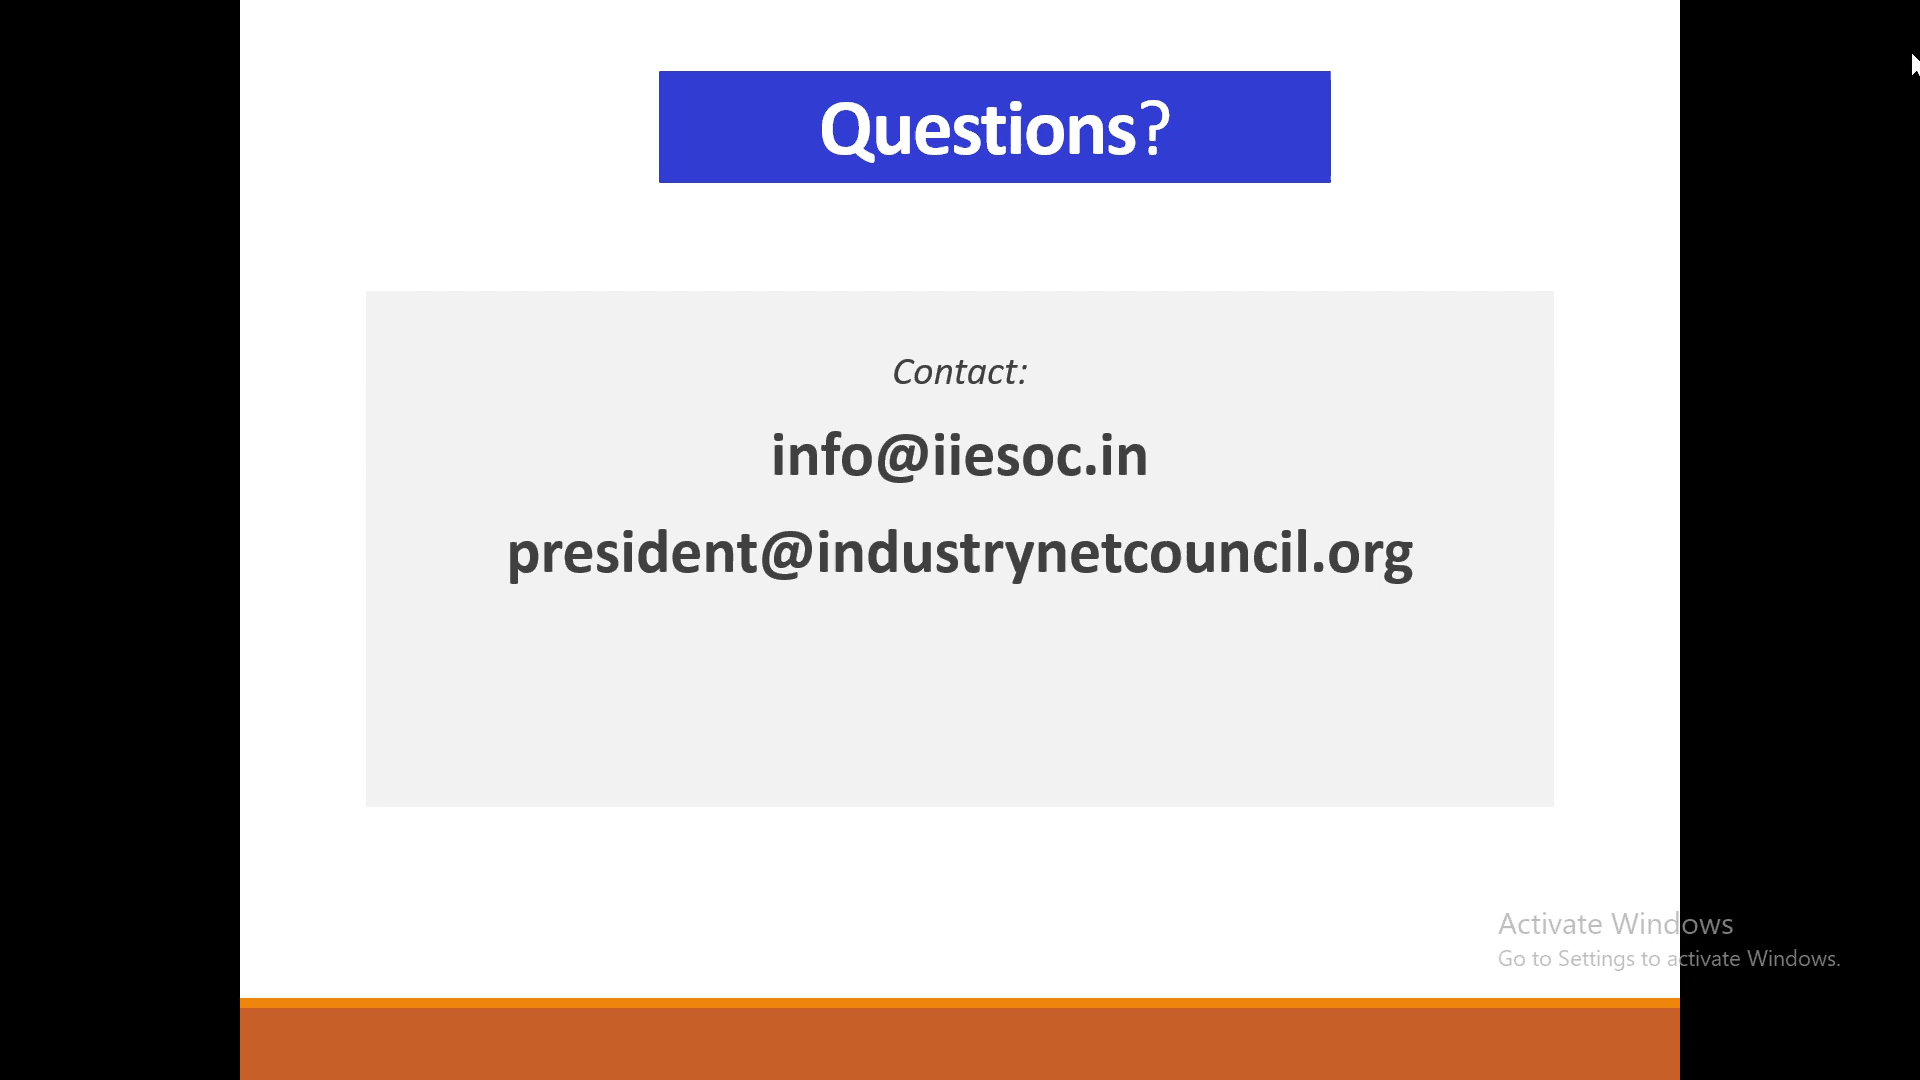 Questions?
Contact:
info@iiesoc.in
president@industrynetcouncil.org
Activate Windows
Go to Settings to activate Windows.